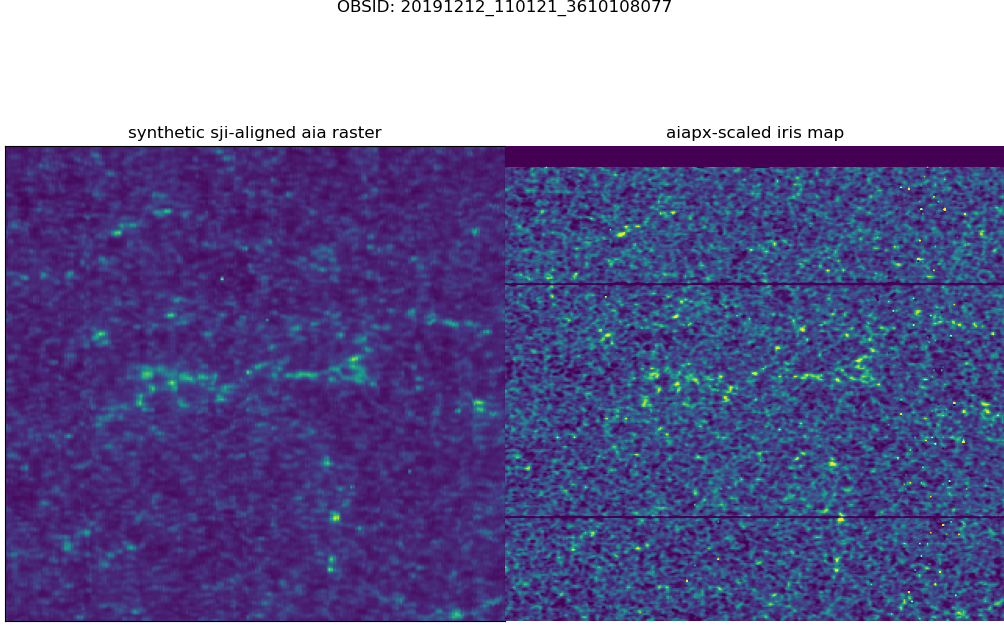 OBSID: 20191212_110121_3610108077
synthetic sji-aligned aia raster
aiapx-scaled iris map